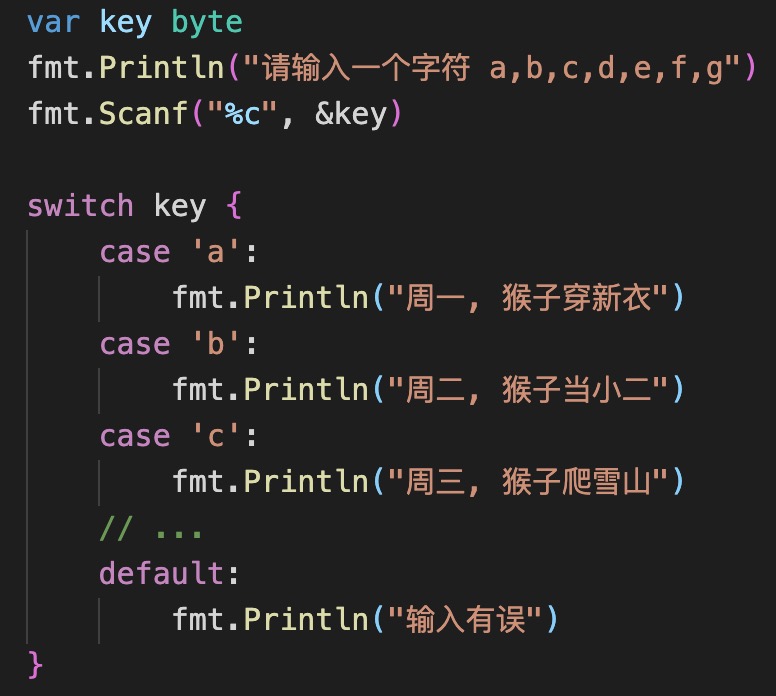 var key byte
fmt.Println("请输入一个字符 a,b,c,d,e,f,g")
fmt.Scanf("%c", &key)

switch key {
    case 'a':
        fmt.Println("周一, 猴子穿新衣")
    case 'b':
        fmt.Println("周二, 猴子当小二")
    case 'c':
        fmt.Println("周三, 猴子爬雪山")
    // ...
    default:
        fmt.Println("输入有误")
}